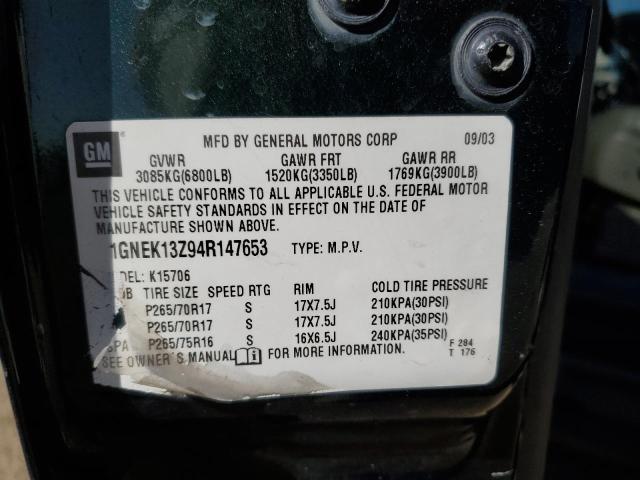 GM
MFD BY GENERAL MOTORS CORP 09/03
GVWR GAWR FRT GAWR RR
3085KG(6800LB) 1520KG(3350LB) 1769KG(3900LB)
THIS VEHICLE CONFORMS TO ALL APPLICABLE U.S. FEDERAL MOTOR
VEHICLE SAFETY STANDARDS IN EFFECT ON THE DATE OF
MANUFACTURE SHOWN ABOVE.
1GNEK13Z94R147653 TYPE: M.P.V.
DEL: K15706
TIRE SIZE SPEED RTG RIM COLD TIRE PRESSURE
P265/70R17 S 17X7.5J 210KPA(30PSI)
P265/70R17 S 17X7.5J 210KPA(30PSI)
SPA P265/75R16 S 16X6.5J 240KPA(35PSI)
SEE OWNER'S MANUAL FOR MORE INFORMATION.
F 284
T 176